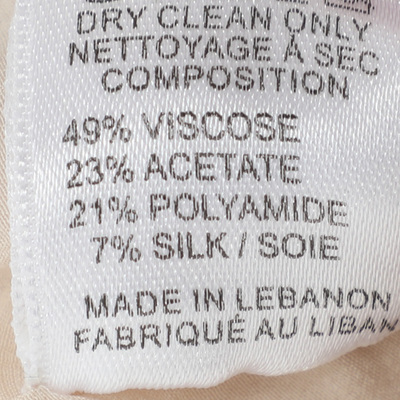 DRY CLEAN ONLY
NETTOYAGE À SEC
COMPOSITION
49% VISCOSE
23% ACETATE
21% POLYAMIDE
7% SILK / SOIE
MADE IN LEBANON
FABRIQUÉ AU LIBAN